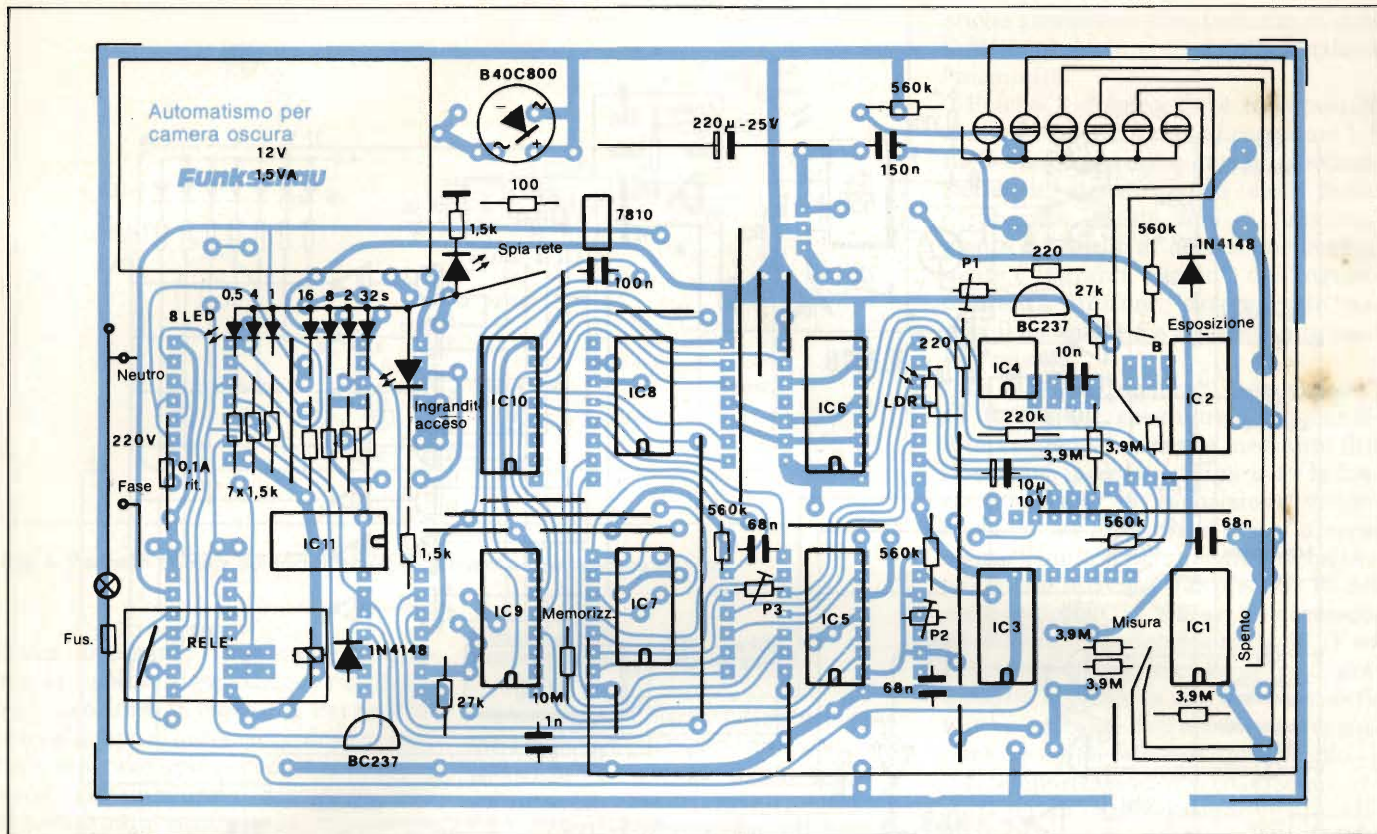 B40C800
560k
Automatismo per
camera oscura
12V
1,5VA
Funkschau
220µ-25V
150n
100
1,5k
7810
Spia rete
100n
560k
1N4148
P1
220
27k
BC237
Esposizione
8 LED
0,5 4 1 16 8 2 32s
Neutro
IC10
IC8
IC6
220
LDR
IC4
10n
B
IC2
Ingrandit.
acceso
220V
0,1A
rit.
Fase
7x1,5k
220k
3,9M
3,9M
10µ
10V
IC11
1,5k
560k
68n
560k
560k
68n
IC9
Memorizz.
IC7
P3
IC5
P2
IC3
Misura
IC1
Spento
Fus.
RELE'
1N4148
3,9M
3,9M
27k
10M
1n
68n
3,9M
BC237